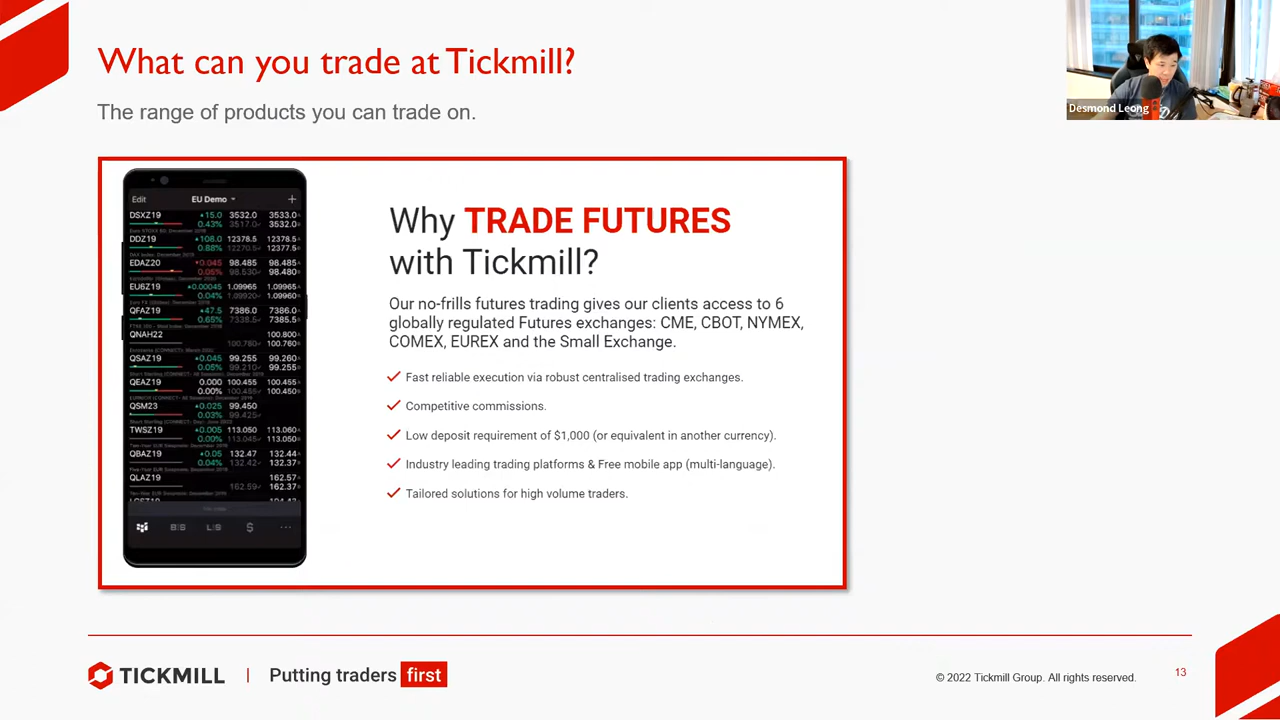 What can you trade at Tickmill?
The range of products you can trade on.
Desmond Leong
Edit EU Demo +
DSXZ19 +15.0 3532.0 3533.0
0.43% 3517.0 3532.0
DDZ19 +108.0 12378.5 12378.5
0.88% 12270.5 12377.5
EDAZ20 +0.045 98.485 98.485
0.05% 98.530 98.480
EU6Z19 +0.00045 1.09965 1.09965
0.04% 1.09920 1.09960
QFAZ19 +47.5 7386.0 7386.0
0.65% 7338.5 7385.5
QNAH22 100.800
100.760
QSAZ19 +0.045 99.255 99.260
0.05% 99.210 99.255
QEAZ19 0.000 100.455 100.455
0.00% 100.455 100.450
QSM23 +0.025 99.450
0.03% 99.425
TWSZ19 +0.005 113.050 113.060
0.00% 113.045 113.050
QBAZ19 +0.05 132.47 132.44
0.04% 132.42 132.37
QLAZ19 162.57
162.37
B|S L|S $ ...
Why TRADE FUTURES
with Tickmill?
Our no-frills futures trading gives our clients access to 6
globally regulated Futures exchanges: CME, CBOT, NYMEX,
COMEX, EUREX and the Small Exchange.
Fast reliable execution via robust centralised trading exchanges.
Competitive commissions.
Low deposit requirement of $1,000 (or equivalent in another currency).
Industry leading trading platforms & Free mobile app (multi-language).
Tailored solutions for high volume traders.
TICKMILL | Putting traders first
© 2022 Tickmill Group. All rights reserved. 13